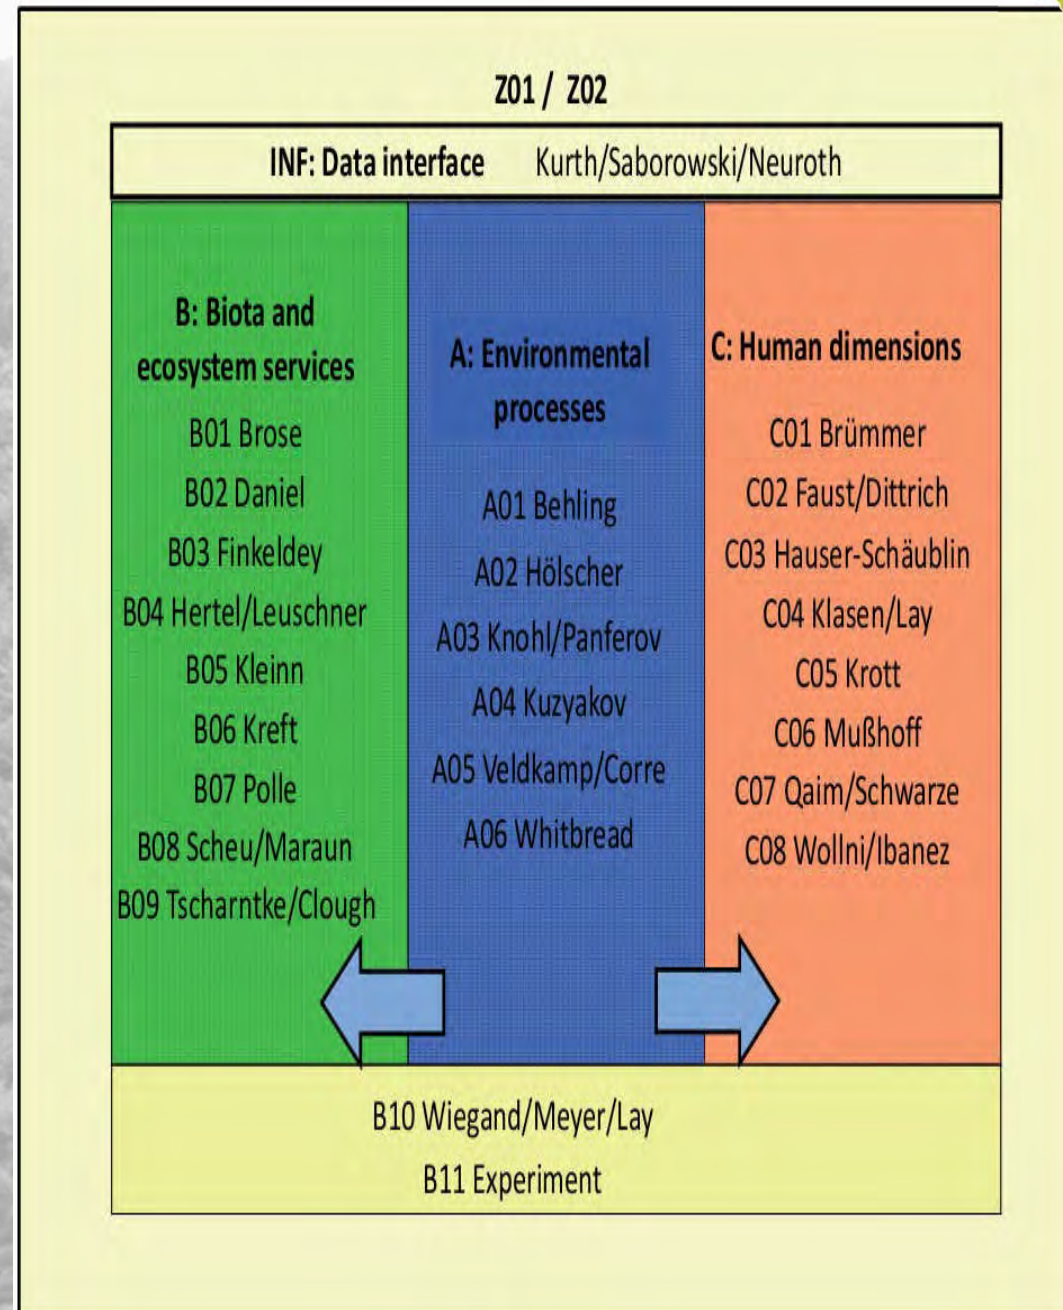 Z01 / Z02
INF: Data interface Kurth/Saborowski/Neuroth
B: Biota and
ecosystem services
B01 Brose
B02 Daniel
B03 Finkeldey
B04 Hertel/Leuschner
B05 Kleinn
B06 Kreft
B07 Polle
B08 Scheu/Maraun
B09 Tscharntke/Clough
A: Environmental
processes
A01 Behling
A02 Hölscher
A03 Knohl/Panferov
A04 Kuzyakov
A05 Veldkamp/Corre
A06 Whitbread
C: Human dimensions
C01 Brümmer
C02 Faust/Dittrich
C03 Hauser-Schäublin
C04 Klasen/Lay
C05 Krott
C06 Mußhoff
C07 Qaim/Schwarze
C08 Wollni/Ibanez
B10 Wiegand/Meyer/Lay
B11 Experiment